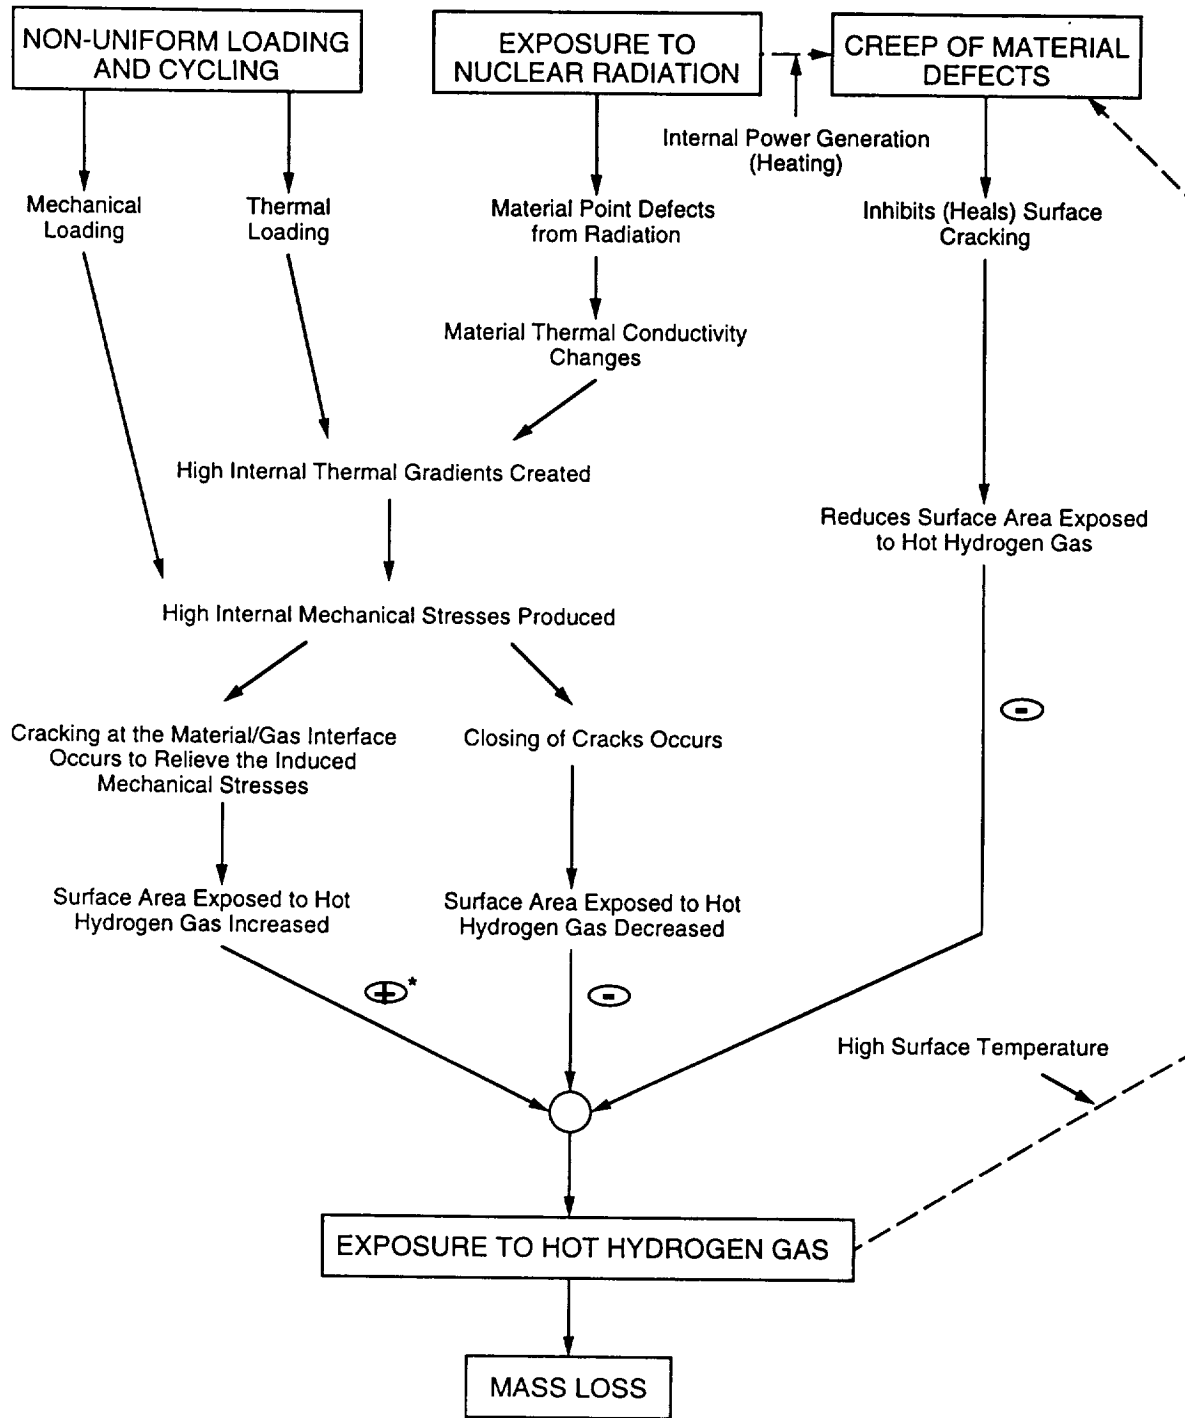 NON-UNIFORM LOADING
AND CYCLING
EXPOSURE TO
NUCLEAR RADIATION
CREEP OF MATERIAL
DEFECTS
Internal Power Generation
(Heating)
Mechanical
Loading
Thermal
Loading
Material Point Defects
from Radiation
Inhibits (Heals) Surface
Cracking
Material Thermal Conductivity
Changes
High Internal Thermal Gradients Created
Reduces Surface Area Exposed
to Hot Hydrogen Gas
High Internal Mechanical Stresses Produced
Cracking at the Material/Gas Interface
Occurs to Relieve the Induced
Mechanical Stresses
Closing of Cracks Occurs
-
Surface Area Exposed to Hot
Hydrogen Gas Increased
Surface Area Exposed to Hot
Hydrogen Gas Decreased
+*
-
High Surface Temperature
EXPOSURE TO HOT HYDROGEN GAS
MASS LOSS